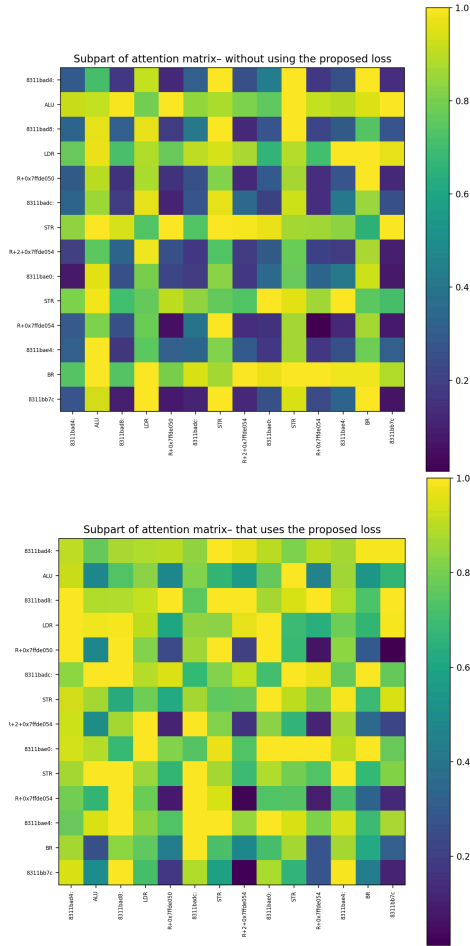 Subpart of attention matrix– without using the proposed loss
1.0
0.8
0.6
0.4
0.2
8311bad4:
ALU
8311bad8:
LDR
R+0x7ffde050
8311badc:
STR
R+2+0x7ffde054
8311bae0:
STR
R+0x7ffde054
8311bae4:
BR
8311bb7c
8311bad4:
ALU
8311bad8:
LDR
R+0x7ffde050
8311badc:
STR
R+2+0x7ffde054
8311bae0:
STR
R+0x7ffde054
8311bae4:
BR
8311bb7c
Subpart of attention matrix– that uses the proposed loss
1.0
0.8
0.6
0.4
0.2
8311bad4:
ALU
8311bad8:
LDR
R+0x7ffde050
8311badc:
STR
+2+0x7ffde054
8311bae0:
STR
R+0x7ffde054
8311bae4:
BR
8311bb7c
8311bad4:
ALU
8311bad8:
LDR
R+0x7ffde050
8311badc:
STR
R+2+0x7ffde054
8311bae0:
STR
R+0x7ffde054
8311bae4:
BR
8311bb7c